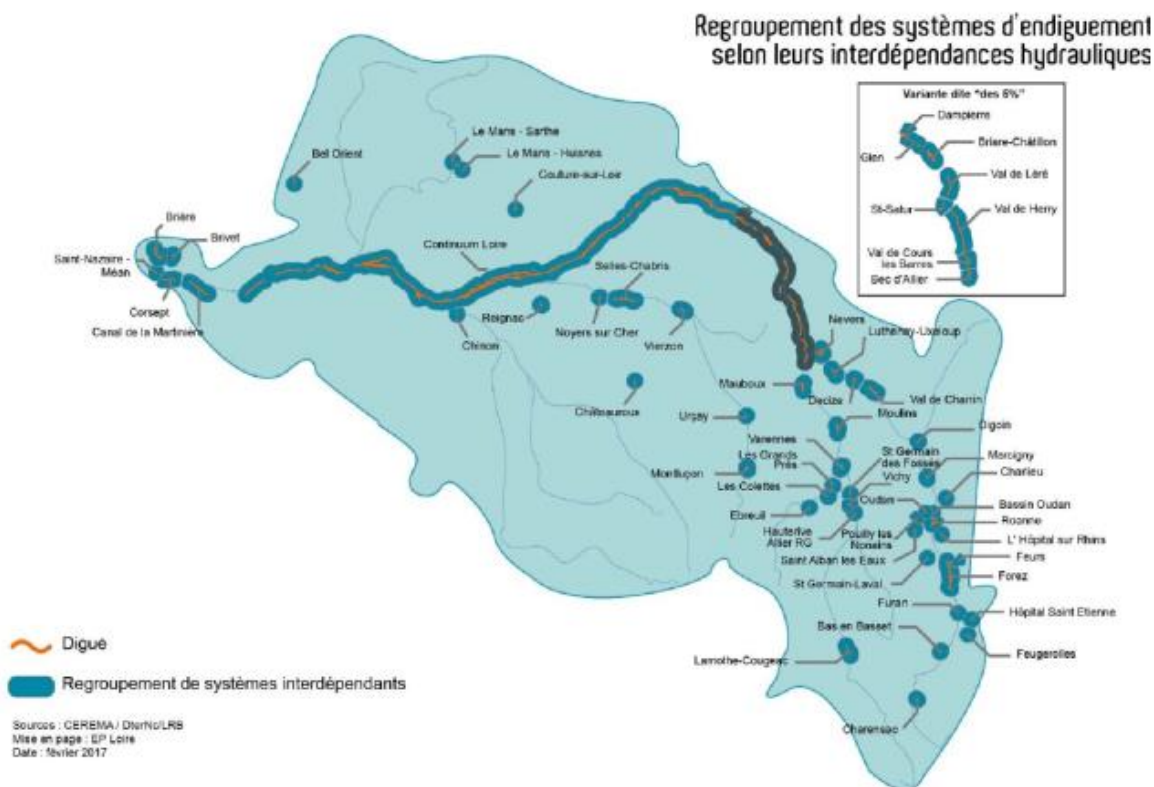 Regroupement des systèmes d'endiguement
selon leurs interdépendances hydrauliques
Variante dite "des 5%"
Dampierre
Gien
Briare-Châtillon
Val de Léré
St-Satur
Val de Herry
Val de Cours
les Barres
Bec d'Allier
Le Mans - Sarthe
Le Mans - Huisnes
Bel Orient
Couture-sur-Loir
Brière
Brivet
Saint-Nazaire -
Méan
Corsept
Canal de la Martinière
Continuum Loire
Selles-Chabris
Reignac
Noyers sur Cher
Chinon
Vierzon
Châteauroux
Nevers
Luthenay-Uxeloup
Mauboux
Decize
Val de Charrin
Urçay
Moulins
Digoin
Varennes
Les Grands
Prés
St Germain
des Fossés
Marcigny
Montluçon
Vichy
Charlieu
Les Colettes
Oudan
Bassin Oudan
Ebreuil
Roanne
Hauterive
Allier RG
Pouilly les
Nonains
L' Hôpital sur Rhins
Saint Alban les Eaux
Feurs
St Germain-Laval
Forez
Furan
Hôpital Saint Etienne
Bas en Basset
Feugerolles
Lamothe-Cougeac
Charensac
Digue
Regroupement de systèmes interdépendants
Sources : CEREMA / DterNc/LRB
Mise en page : EP Loire
Date : février 2017